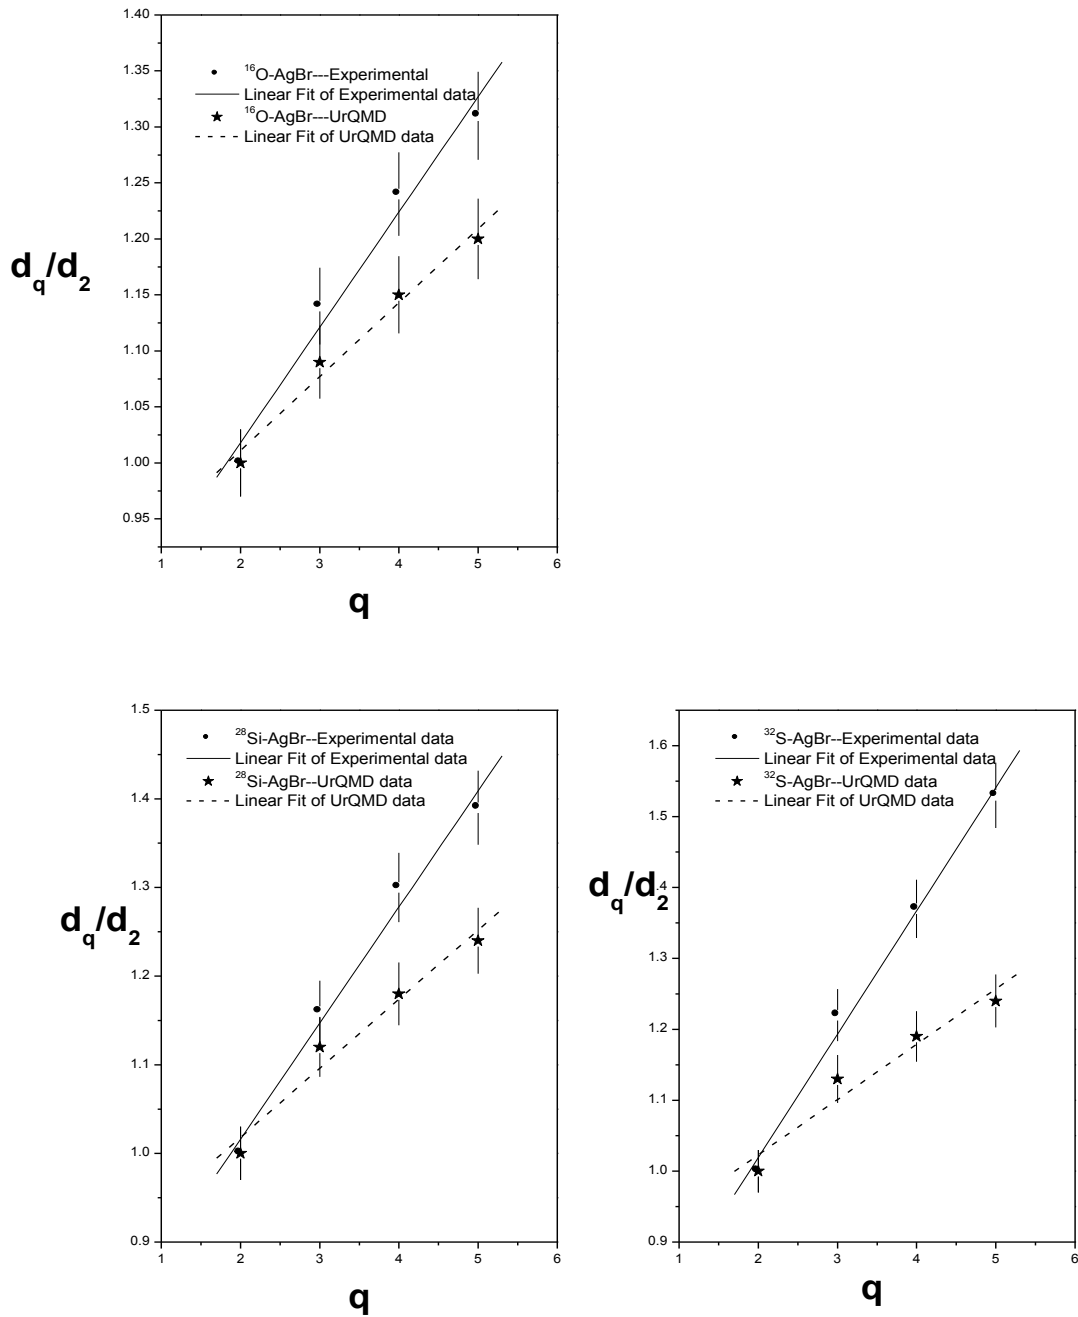 1.40
1.35
1.30
1.25
1.20
1.15
1.10
1.05
1.00
0.95
16O-AgBr---Experimental
Linear Fit of Experimental data
16O-AgBr---UrQMD
Linear Fit of UrQMD data
dq/d2
1 2 3 4 5 6
q
1.5
1.4
1.3
1.2
1.1
1.0
0.9
28Si-AgBr--Experimental data
Linear Fit of Experimental data
28Si-AgBr--UrQMD data
Linear Fit of UrQMD data
dq/d2
1 2 3 4 5 6
q
1.6
1.5
1.4
1.3
1.2
1.1
1.0
0.9
32S-AgBr--Experimental data
Linear Fit of Experimental data
32S-AgBr--UrQMD data
Linear Fit of UrQMD data
dq/d2
1 2 3 4 5 6
q